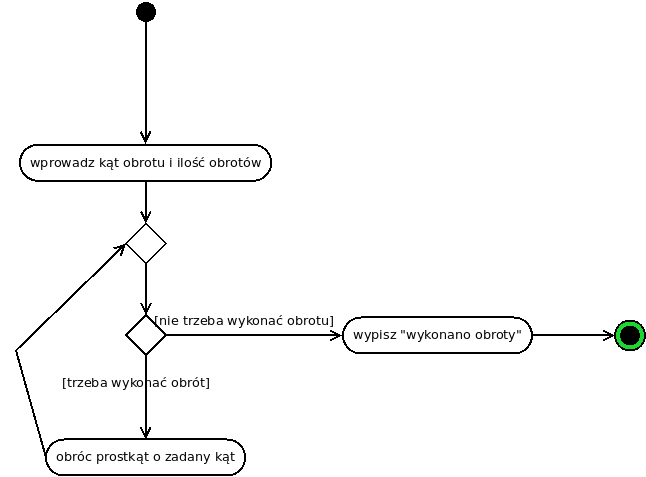 wprowadz kąt obrotu i ilość obrotów
[nie trzeba wykonać obrotu]
wypisz "wykonano obroty"
[trzeba wykonać obrót]
obróc prostkąt o zadany kąt